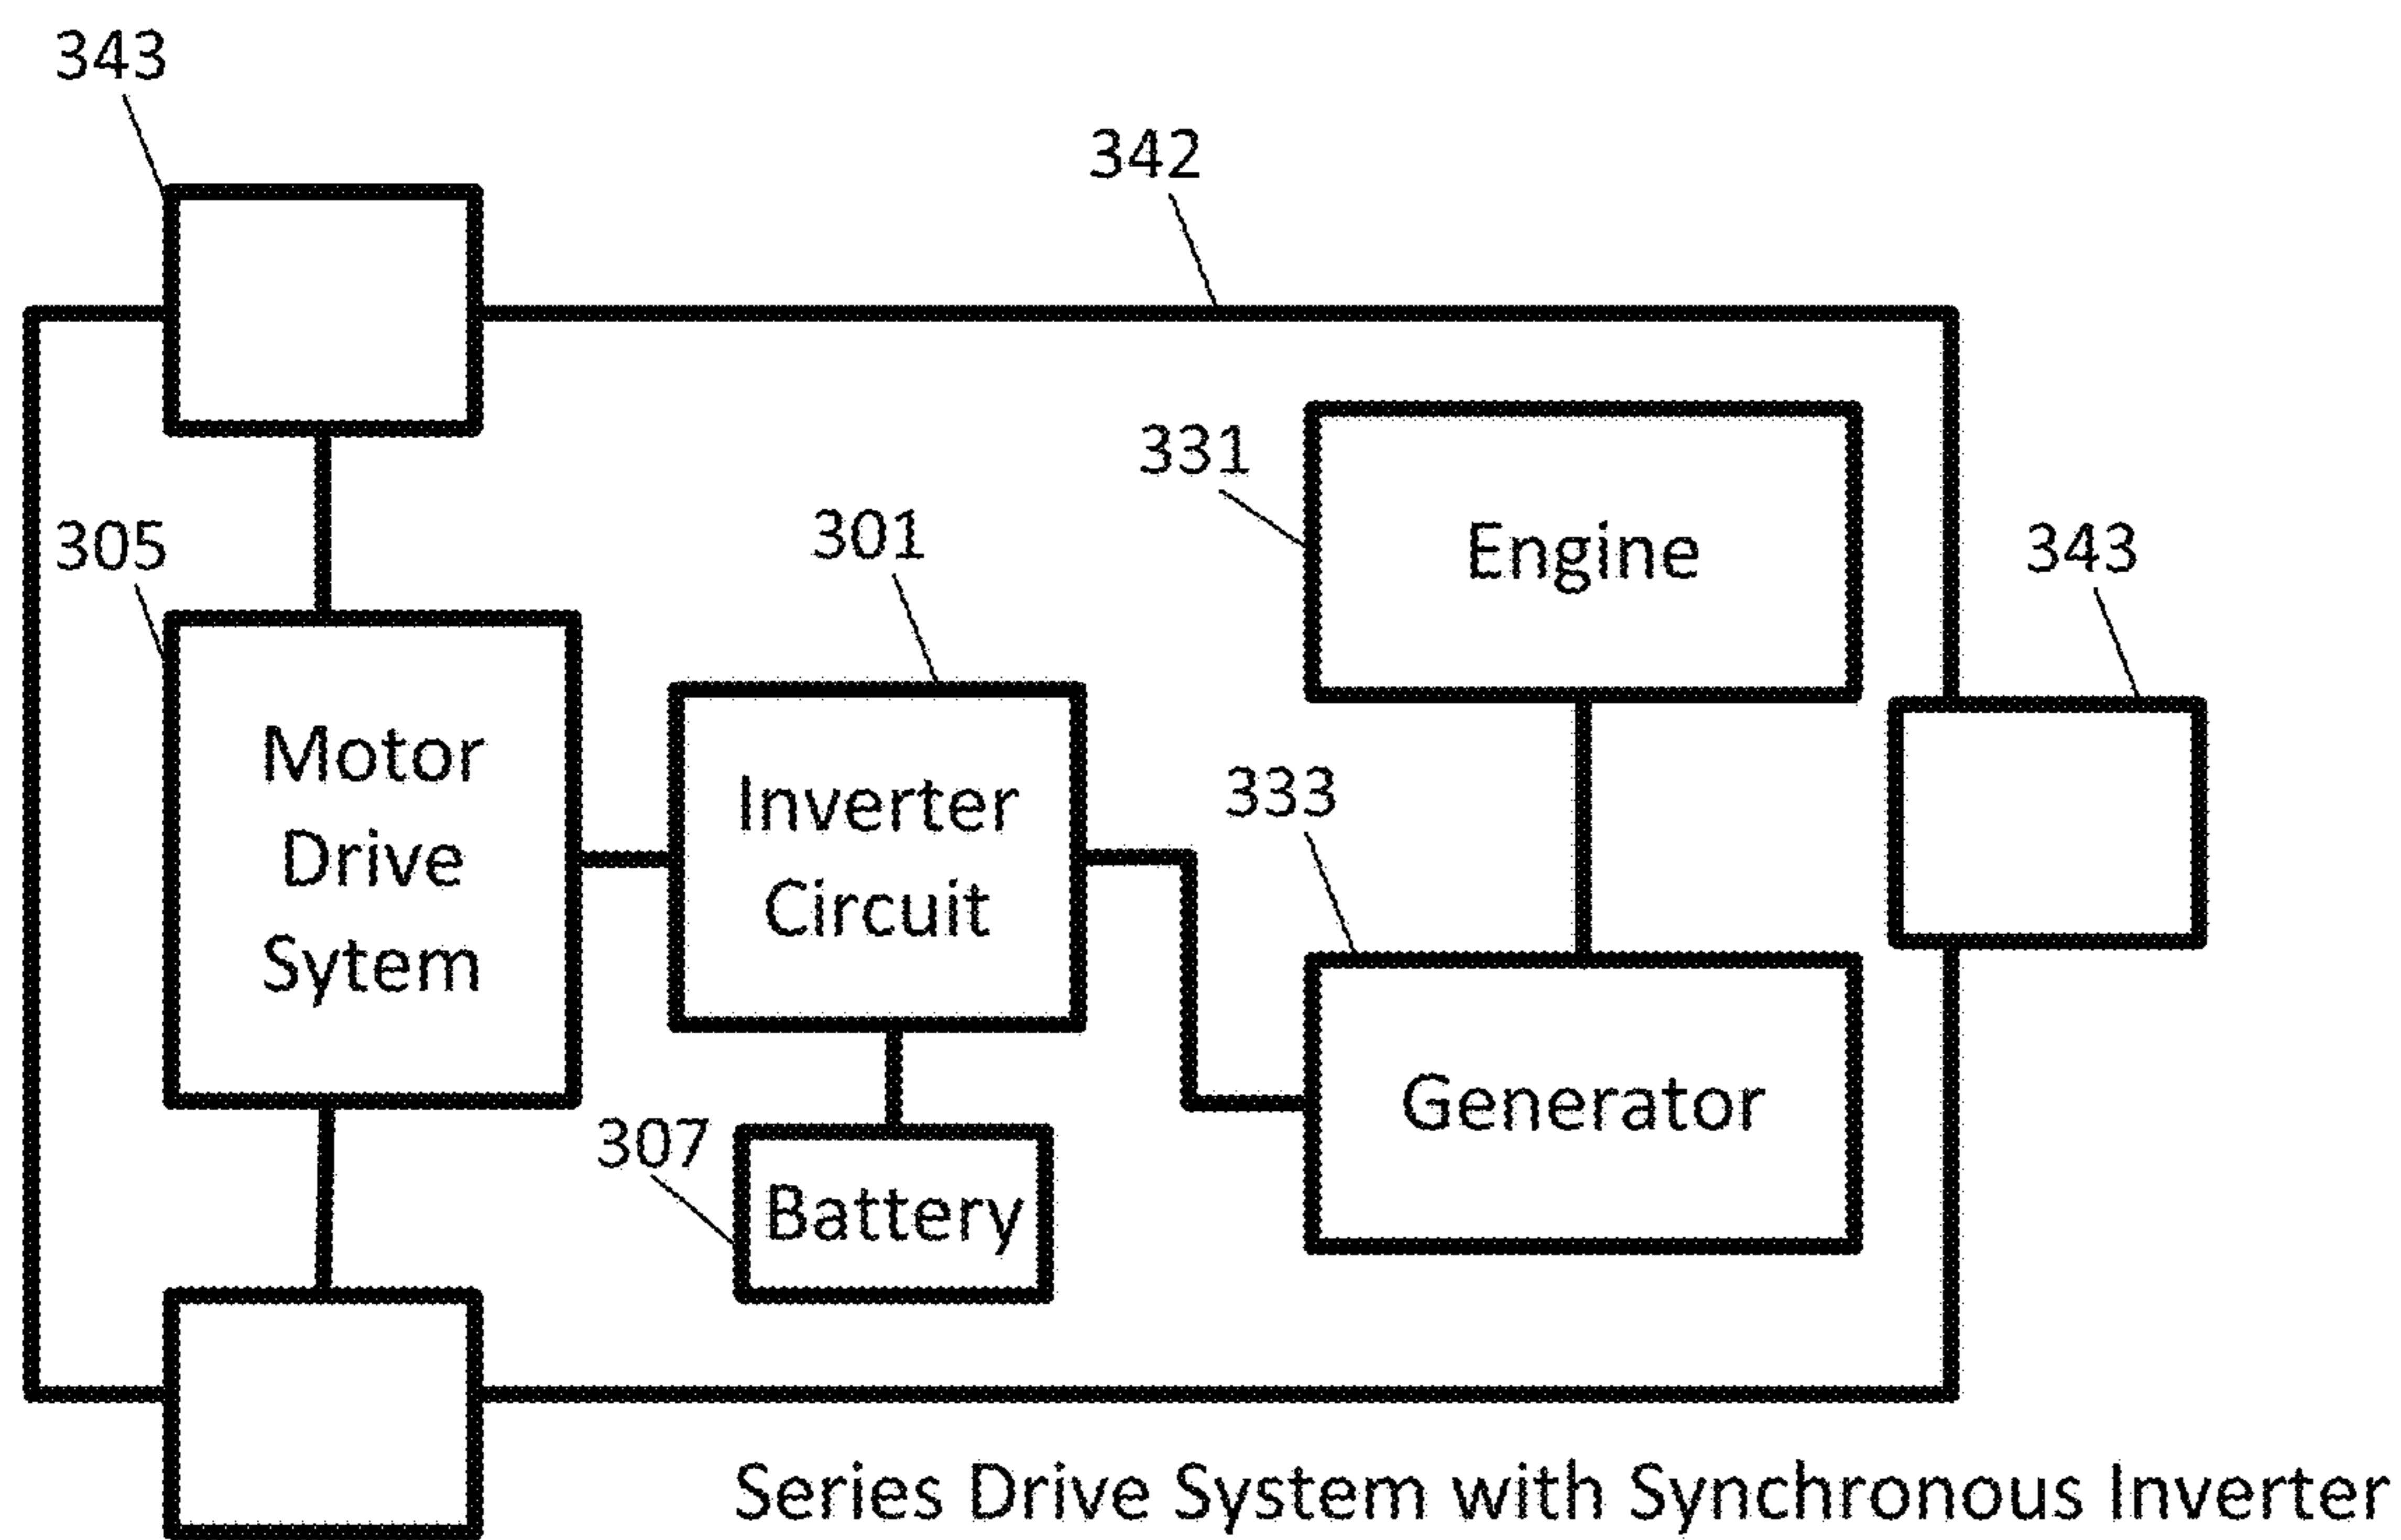 343
342
331
Engine
343
305
301
Motor
Drive
Sytem
Inverter
Circuit
333
Generator
307
Battery
Series Drive System with Synchronous Inverter